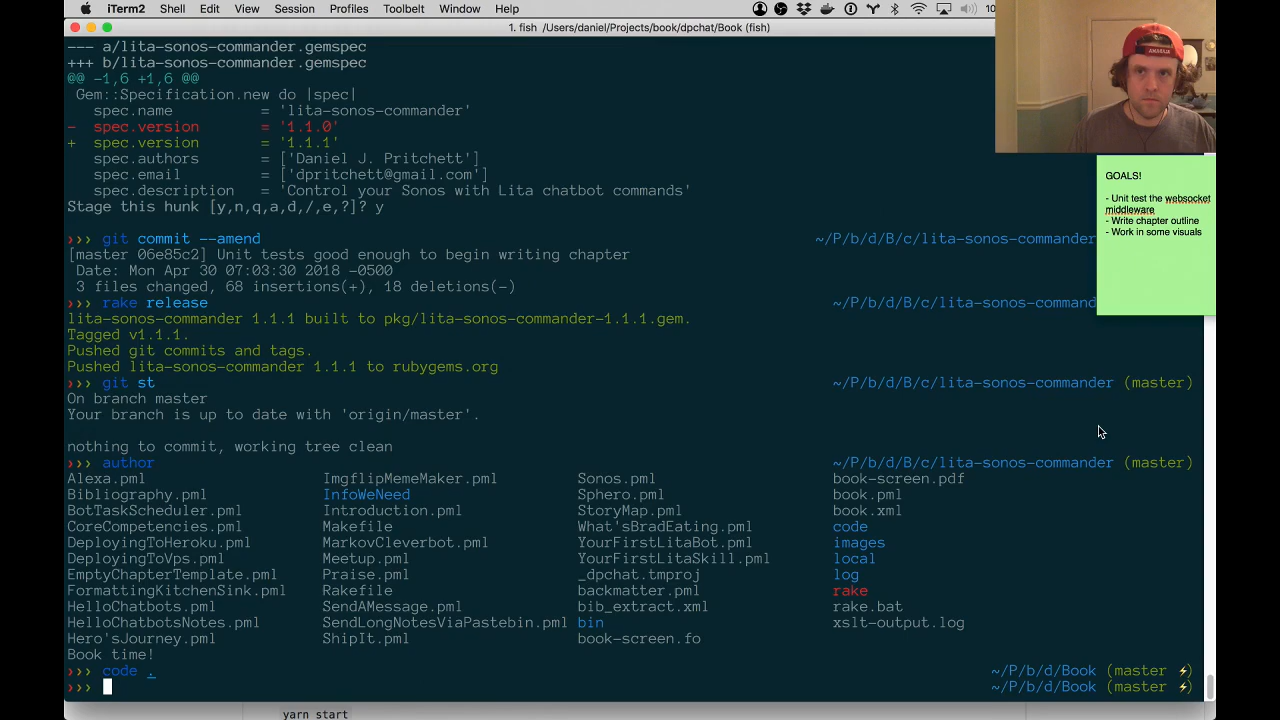 iTerm2 Shell Edit View Session Profiles Toolbelt Window Help 10
1. fish /Users/daniel/Projects/book/dpchat/Book (fish)
--- a/lita-sonos-commander.gemspec
+++ b/lita-sonos-commander.gemspec
@@ -1,6 +1,6 @@
Gem::Specification.new do |spec|
spec.name = 'lita-sonos-commander'
- spec.version = '1.1.0'
+ spec.version = '1.1.1'
spec.authors = ['Daniel J. Pritchett']
spec.email = ['dpritchett@gmail.com']
spec.description = 'Control your Sonos with Lita chatbot commands'
Stage this hunk [y,n,q,a,d,/,e,?]? y
❯❯❯ git commit --amend ~/P/b/d/B/c/lita-sonos-commander
[master 06e85c2] Unit tests good enough to begin writing chapter
Date: Mon Apr 30 07:03:30 2018 -0500
3 files changed, 68 insertions(+), 18 deletions(-)
❯❯❯ rake release ~/P/b/d/B/c/lita-sonos-command
lita-sonos-commander 1.1.1 built to pkg/lita-sonos-commander-1.1.1.gem.
Tagged v1.1.1.
Pushed git commits and tags.
Pushed lita-sonos-commander 1.1.1 to rubygems.org
❯❯❯ git st ~/P/b/d/B/c/lita-sonos-commander (master)
On branch master
Your branch is up to date with 'origin/master'.
nothing to commit, working tree clean
❯❯❯ author ~/P/b/d/B/c/lita-sonos-commander (master)
Alexa.pml ImgflipMemeMaker.pml Sonos.pml book-screen.pdf
Bibliography.pml InfoWeNeed Sphero.pml book.pml
BotTaskScheduler.pml Introduction.pml StoryMap.pml book.xml
CoreCompetencies.pml Makefile What'sBradEating.pml code
DeployingToHeroku.pml MarkovCleverbot.pml YourFirstLitaBot.pml images
DeployingToVps.pml Meetup.pml YourFirstLitaSkill.pml local
EmptyChapterTemplate.pml Praise.pml _dpchat.tmproj log
FormattingKitchenSink.pml Rakefile backmatter.pml rake
HelloChatbots.pml SendAMessage.pml bib_extract.xml rake.bat
HelloChatbotsNotes.pml SendLongNotesViaPastebin.pml bin xslt-output.log
Hero'sJourney.pml ShipIt.pml book-screen.fo
Book time!
❯❯❯ code . ~/P/b/d/Book (master ⚡)
❯❯❯ ~/P/b/d/Book (master ⚡)
yarn start
GOALS!
- Unit test the websocket
middleware
- Write chapter outline
- Work in some visuals